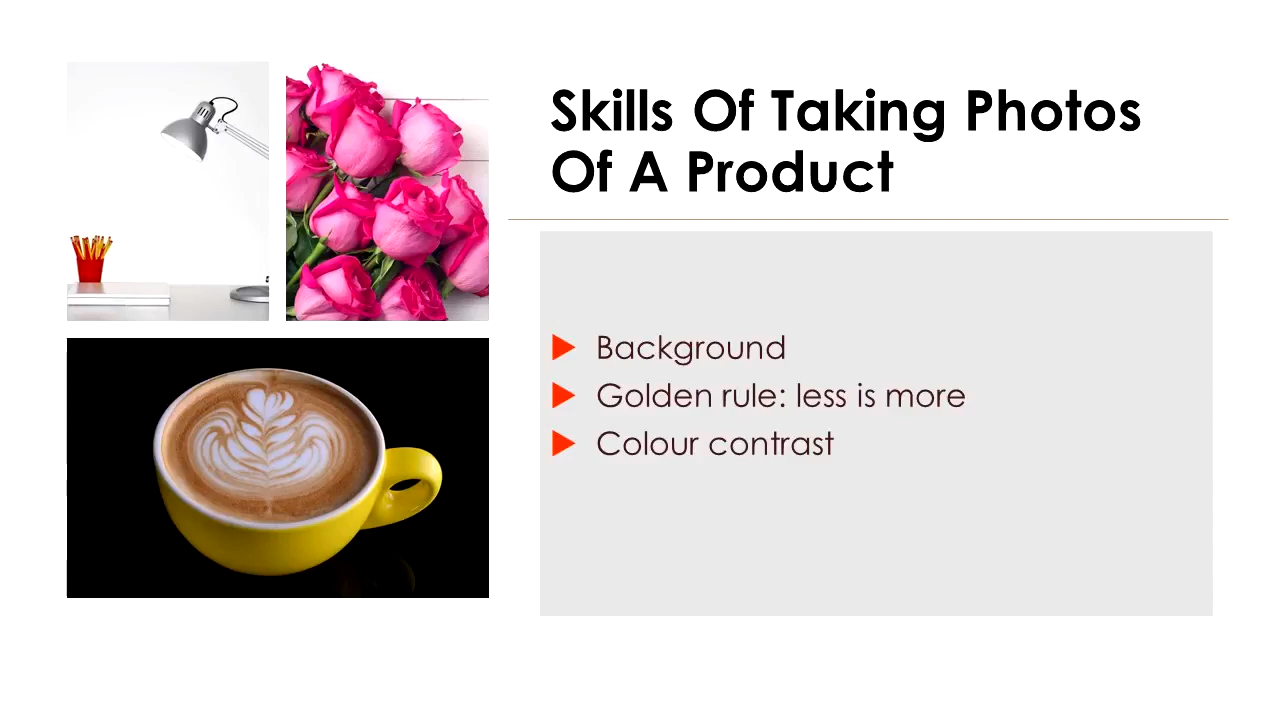 Skills Of Taking Photos
Of A Product
Background
Golden rule: less is more
Colour contrast